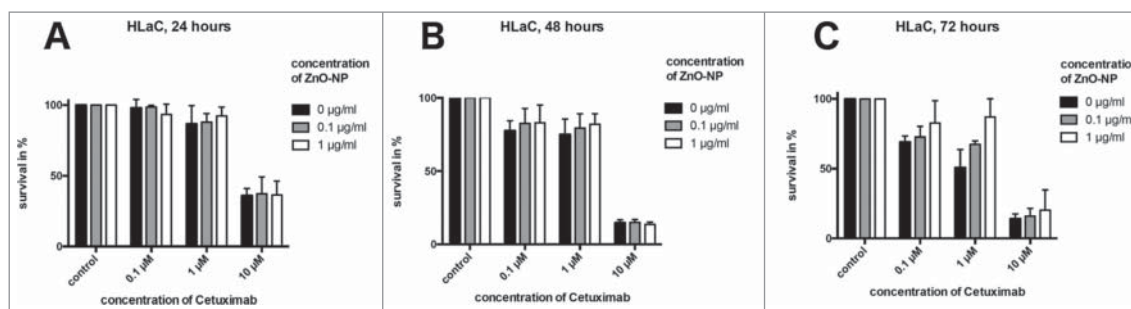 A
HLaC, 24 hours
concentration
of ZnO-NP
0 µg/ml
0.1 µg/ml
1 µg/ml
survival in %
100
50
0
control
0.1 µM
1 µM
10 µM
concentration of Cetuximab
B
HLaC, 48 hours
concentration
of ZnO-NP
0 µg/ml
0.1 µg/ml
1 µg/ml
survival in %
100
50
0
control
0.1 µM
1 µM
10 µM
concentration of Cetuximab
C
HLaC, 72 hours
concentration
of ZnO-NP
0 µg/ml
0.1 µg/ml
1 µg/ml
survival in %
100
50
0
control
0.1 µM
1 µM
10 µM
concentration of Cetuximab